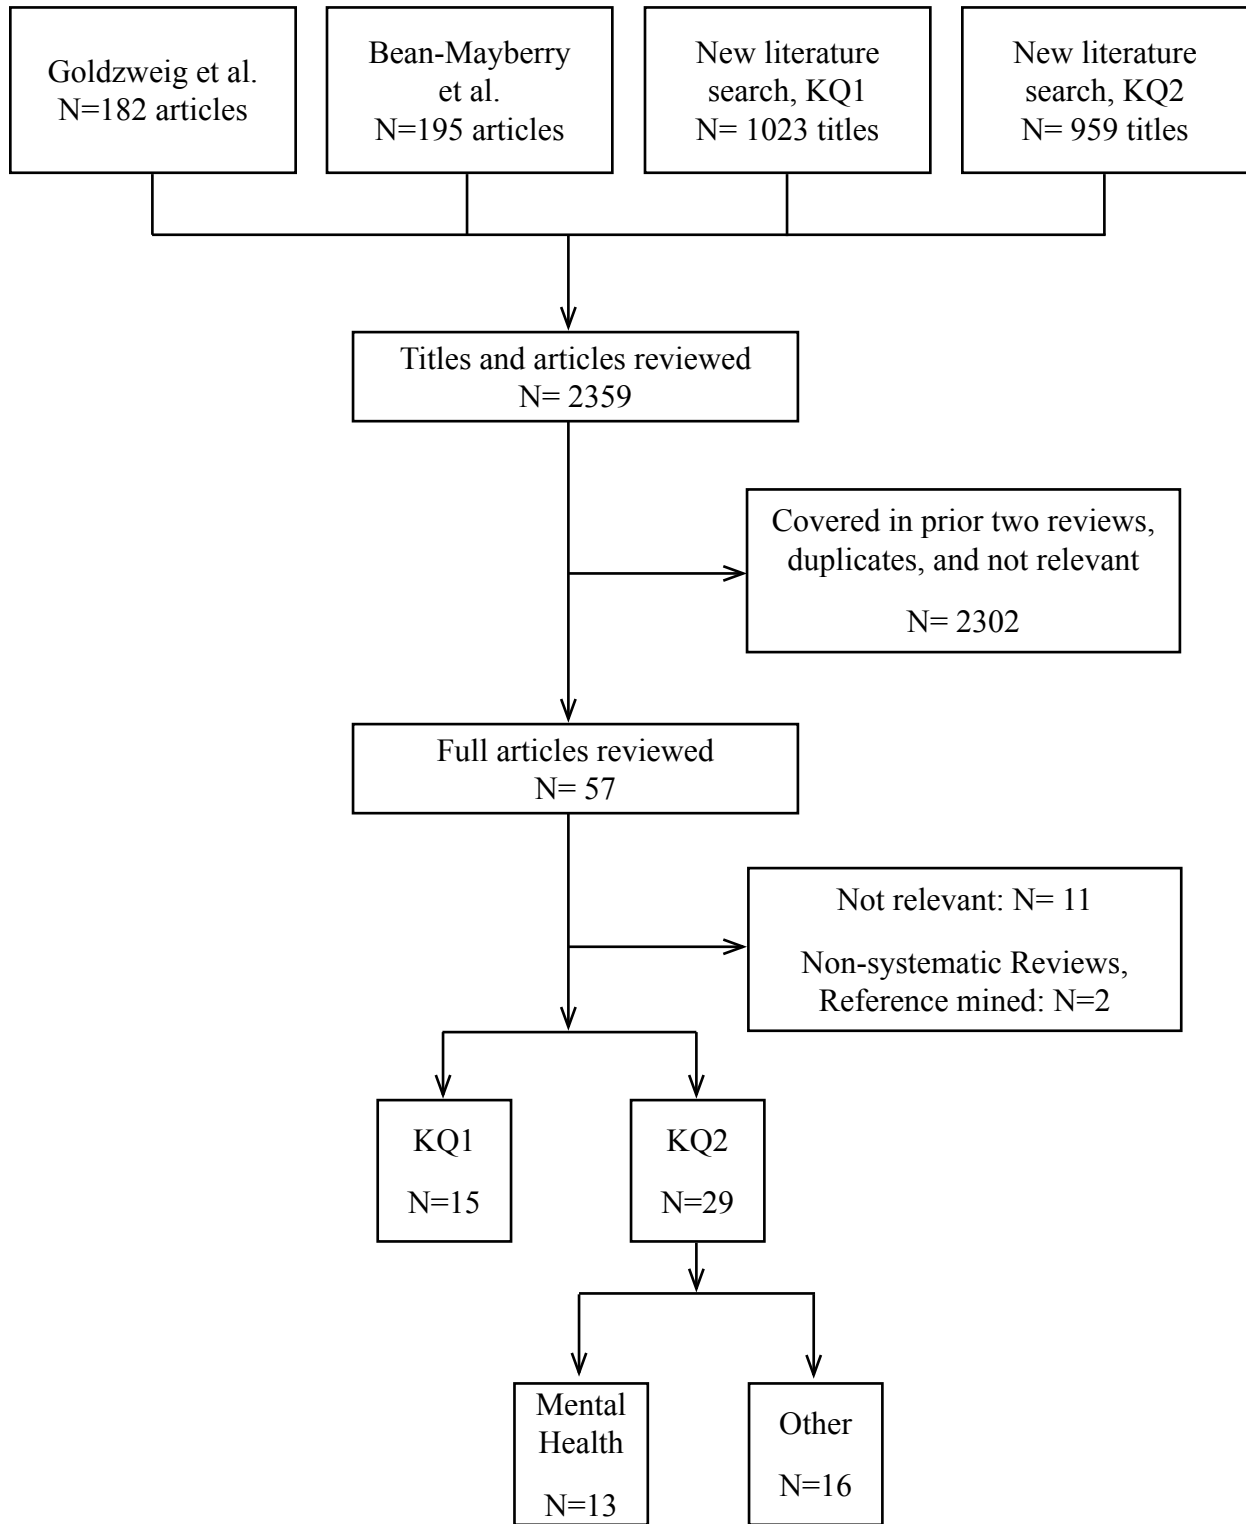 Goldzweig et al.
N=182 articles
Bean-Mayberry
et al.
N=195 articles
New literature
search, KQ1
N= 1023 titles
New literature
search, KQ2
N= 959 titles
Titles and articles reviewed
N= 2359
Covered in prior two reviews,
duplicates, and not relevant
N= 2302
Full articles reviewed
N= 57
Not relevant: N= 11
Non-systematic Reviews,
Reference mined: N=2
KQ1
N=15
KQ2
N=29
Mental
Health
N=13
Other
N=16